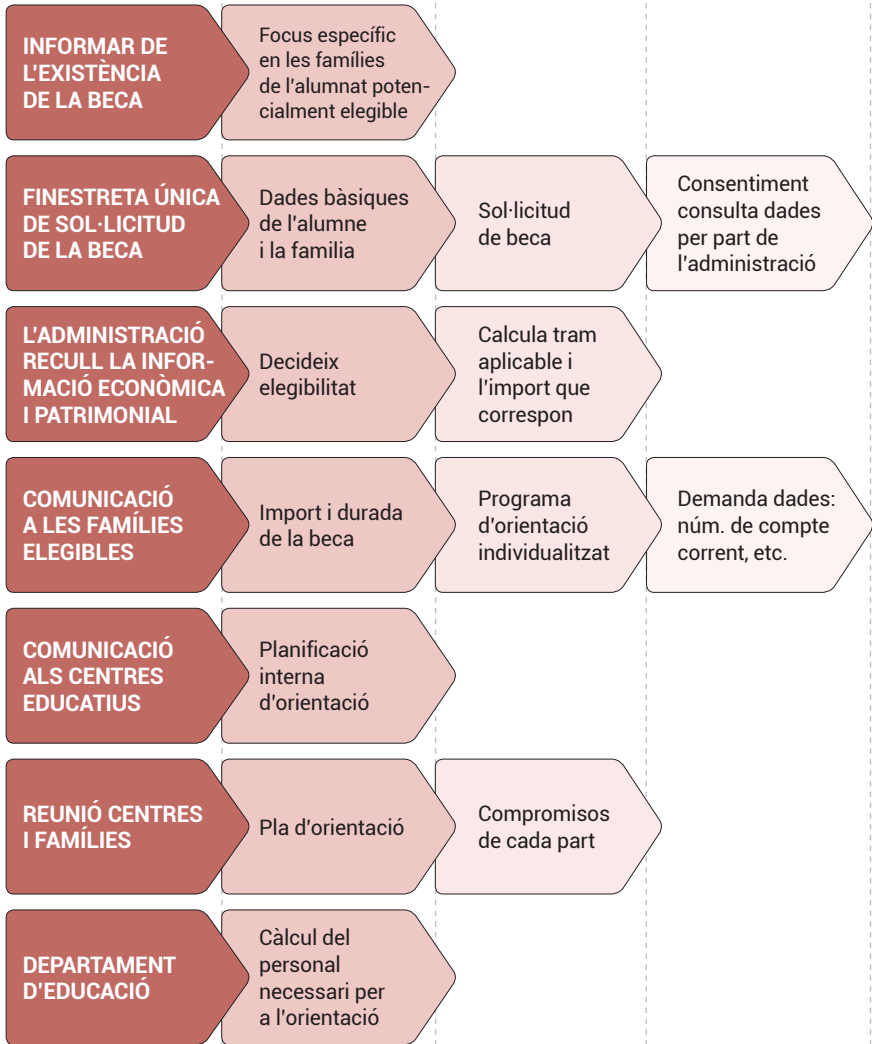 INFORMAR DE
L'EXISTÈNCIA
DE LA BECA
Focus específic
en les famílies
de l'alumnat poten-
cialment elegible
FINESTRETA ÚNICA
DE SOL·LICITUD
DE LA BECA
Dades bàsiques
de l'alumne
i la familia
Sol·licitud
de beca
Consentiment
consulta dades
per part de
l'administració
L'ADMINISTRACIÓ
RECULL LA INFOR-
MACIÓ ECONÒMICA
I PATRIMONIAL
Decideix
elegibilitat
Calcula tram
aplicable i
l'import que
correspon
COMUNICACIÓ
A LES FAMÍLIES
ELEGIBLES
Import i durada
de la beca
Programa
d'orientació
individualitzat
Demanda dades:
núm. de compte
corrent, etc.
COMUNICACIÓ
ALS CENTRES
EDUCATIUS
Planificació
interna
d'orientació
REUNIÓ CENTRES
I FAMÍLIES
Pla d'orientació
Compromisos
de cada part
DEPARTAMENT
D'EDUCACIÓ
Càlcul del
personal
necessari per
a l'orientació